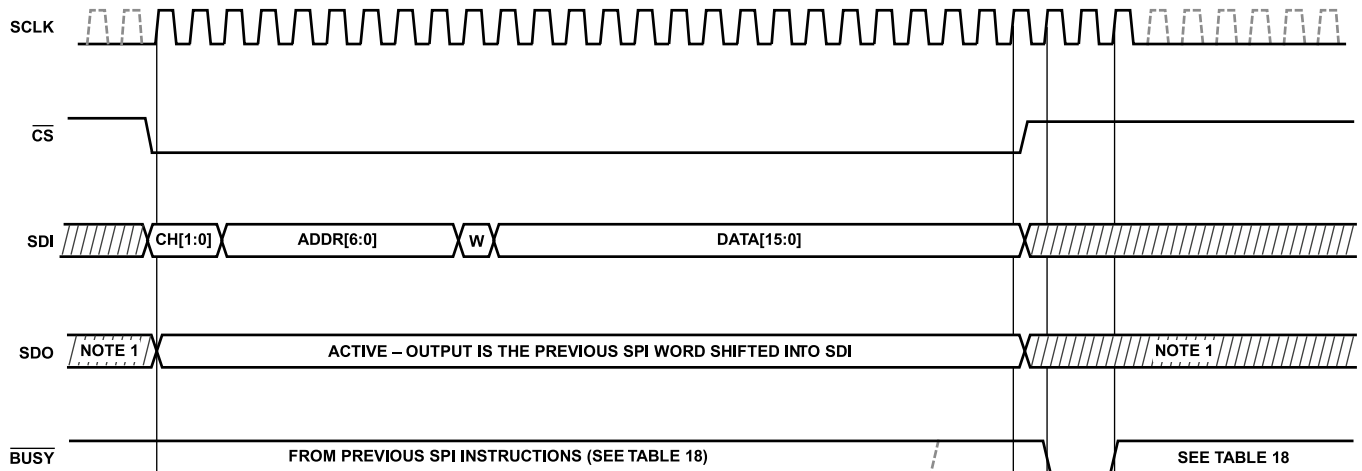 SCLK
CS
SDI CH[1:0] ADDR[6:0] W DATA[15:0]
SDO NOTE 1 ACTIVE – OUTPUT IS THE PREVIOUS SPI WORD SHIFTED INTO SDI NOTE 1
BUSY FROM PREVIOUS SPI INSTRUCTIONS (SEE TABLE 18) SEE TABLE 18